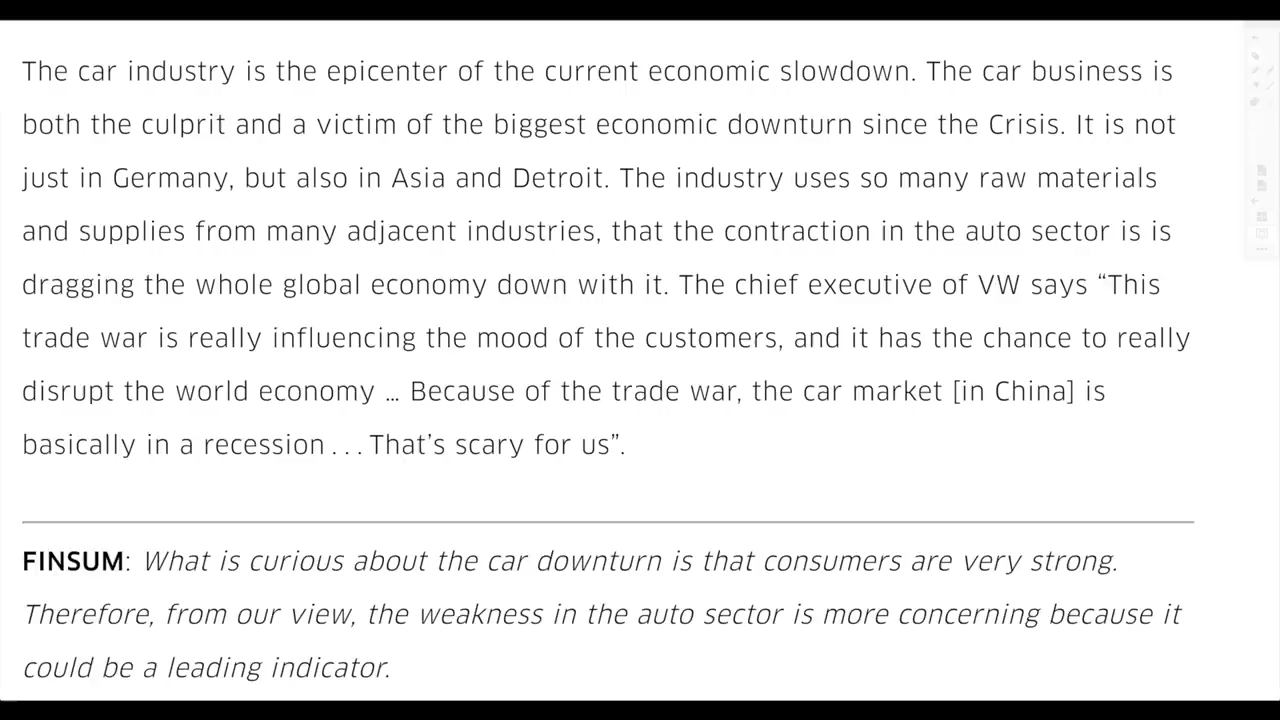 The car industry is the epicenter of the current economic slowdown. The car business is
both the culprit and a victim of the biggest economic downturn since the Crisis. It is not
just in Germany, but also in Asia and Detroit. The industry uses so many raw materials
and supplies from many adjacent industries, that the contraction in the auto sector is is
dragging the whole global economy down with it. The chief executive of VW says “This
trade war is really influencing the mood of the customers, and it has the chance to really
disrupt the world economy … Because of the trade war, the car market [in China] is
basically in a recession . . . That’s scary for us”.
FINSUM: What is curious about the car downturn is that consumers are very strong.
Therefore, from our view, the weakness in the auto sector is more concerning because it
could be a leading indicator.